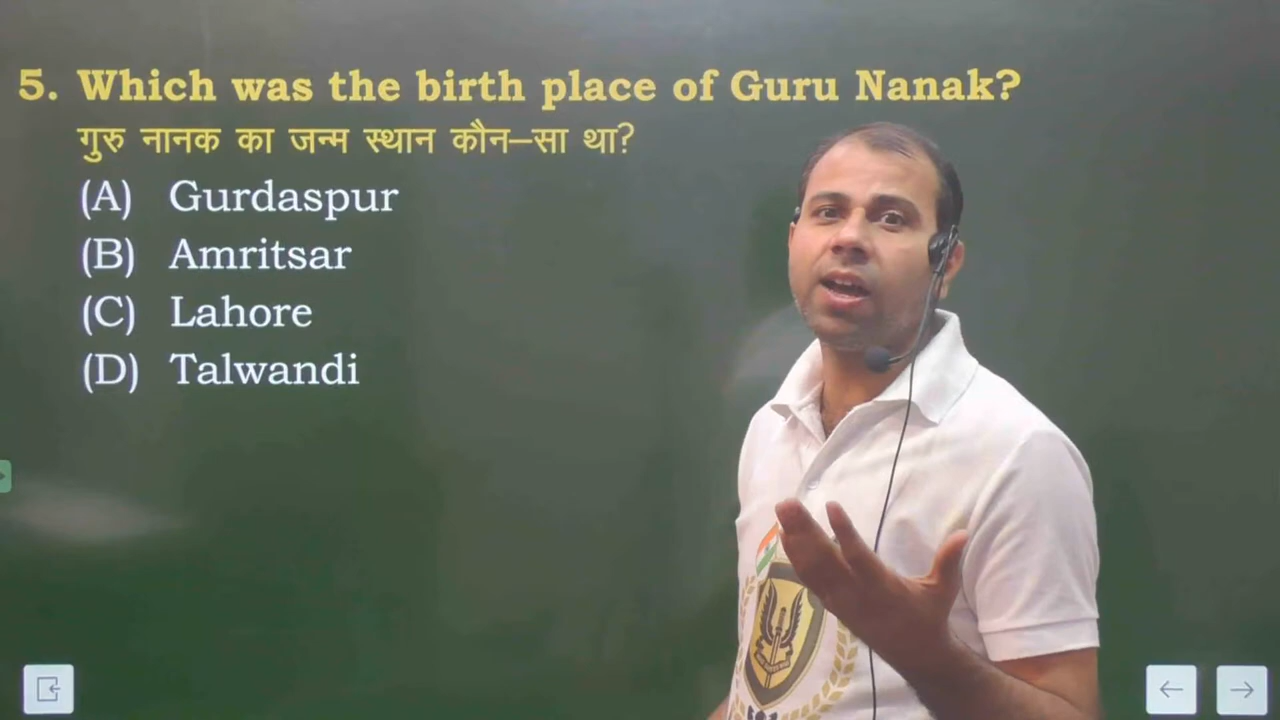 5. Which was the birth place of Guru Nanak?
गुरु नानक का जन्म स्थान कौन–सा था?
(A) Gurdaspur
(B) Amritsar
(C) Lahore
(D) Talwandi